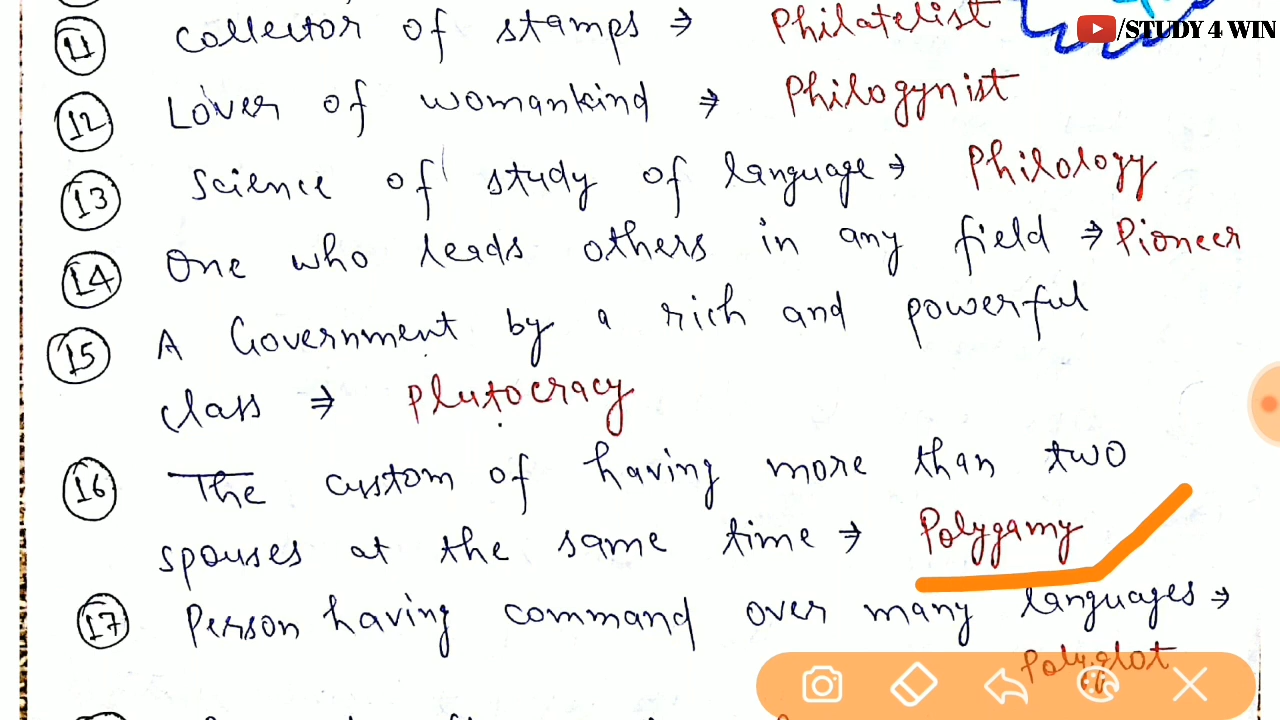 /STUDY 4 WIN
11 Collector of stamps ⇒ Philatelist
12 Lover of womankind ⇒ Philogynist
13 Science of study of language ⇒ Philology
14 One who leads others in any field ⇒ Pioneer
15 A Government by a rich and powerful
class ⇒ Plutocracy
16 The custom of having more than two
spouses at the same time ⇒ Polygamy
17 Person having command over many languages ⇒
Polyglot